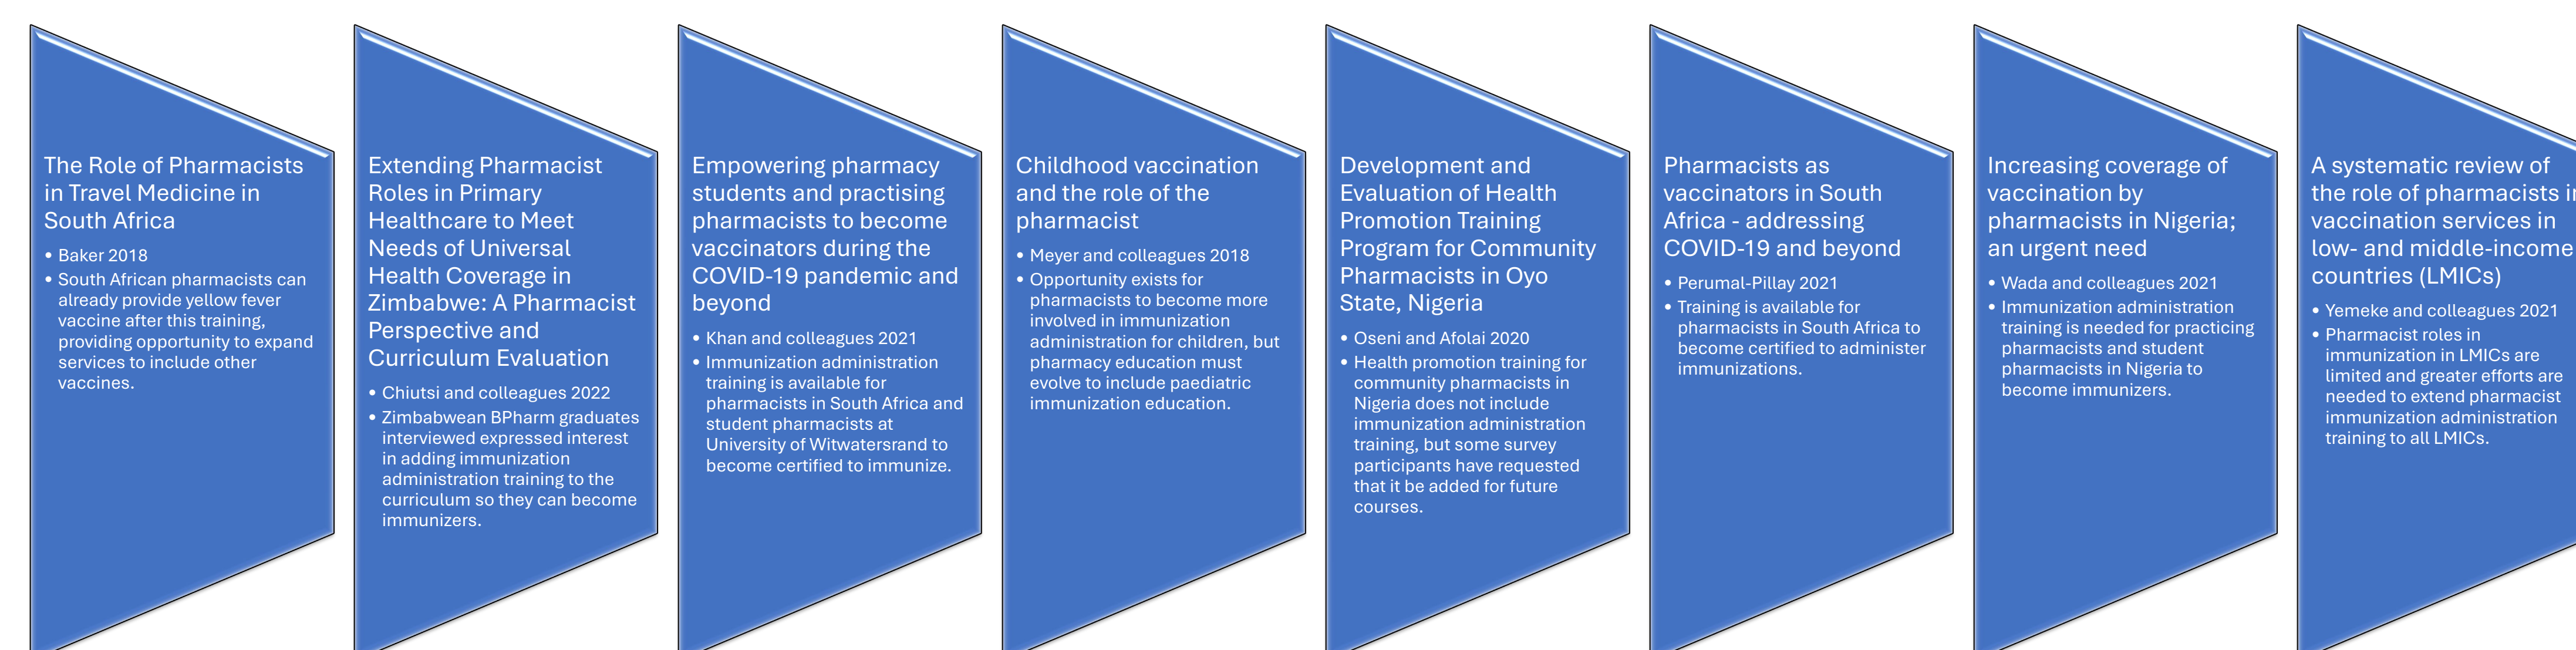 The Role of Pharmacists
in Travel Medicine in
South Africa
• Baker 2018
• South African pharmacists can
already provide yellow fever
vaccine after this training,
providing opportunity to expand
services to include other
vaccines.
Extending Pharmacist
Roles in Primary
Healthcare to Meet
Needs of Universal
Health Coverage in
Zimbabwe: A Pharmacist
Perspective and
Curriculum Evaluation
• Chiutsi and colleagues 2022
• Zimbabwean BPharm graduates
interviewed expressed interest
in adding immunization
administration training to the
curriculum so they can become
immunizers.
Empowering pharmacy
students and practising
pharmacists to become
vaccinators during the
COVID-19 pandemic and
beyond
• Khan and colleagues 2021
• Immunization administration
training is available for
pharmacists in South Africa and
student pharmacists at
University of Witwatersrand to
become certified to immunize.
Childhood vaccination
and the role of the
pharmacist
• Meyer and colleagues 2018
• Opportunity exists for
pharmacists to become more
involved in immunization
administration for children, but
pharmacy education must
evolve to include paediatric
immunization education.
Development and
Evaluation of Health
Promotion Training
Program for Community
Pharmacists in Oyo
State, Nigeria
• Oseni and Afolai 2020
• Health promotion training for
community pharmacists in
Nigeria does not include
immunization administration
training, but some survey
participants have requested
that it be added for future
courses.
Pharmacists as
vaccinators in South
Africa - addressing
COVID-19 and beyond
• Perumal-Pillay 2021
• Training is available for
pharmacists in South Africa to
become certified to administer
immunizations.
Increasing coverage of
vaccination by
pharmacists in Nigeria;
an urgent need
• Wada and colleagues 2021
• Immunization administration
training is needed for practicing
pharmacists and student
pharmacists in Nigeria to
become immunizers.
A systematic review of
the role of pharmacists in
vaccination services in
low- and middle-income
countries (LMICs)
• Yemeke and colleagues 2021
• Pharmacist roles in
immunization in LMICs are
limited and greater efforts are
needed to extend pharmacist
immunization administration
training to all LMICs.